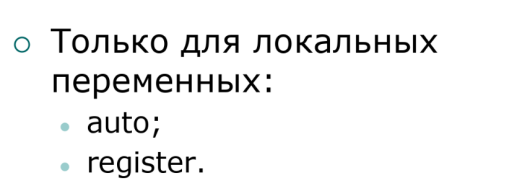 Только для локальных
переменных:
auto;
register.